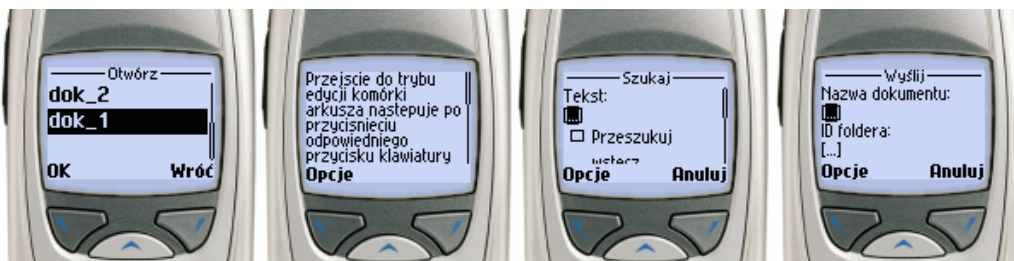 Otwórz
dok_2
dok_1
OK Wróć
Przejscie do trybu
edycji komórki
arkusza nastepuje po
przycisnieciu
odpowiedniego
przycisku klawiatury
Opcje
Szukaj
Tekst:
Przeszukuj
wstecz
Opcje Anuluj
Wyślij
Nazwa dokumentu:
ID foldera:
[...]
Opcje Anuluj